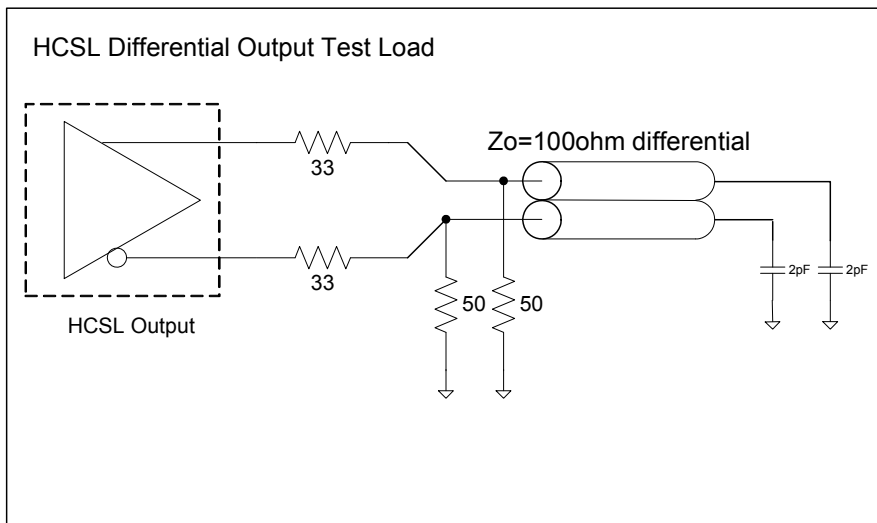 HCSL Differential Output Test Load
Zo=100ohm differential
33
33
50 50
2pF 2pF
HCSL Output